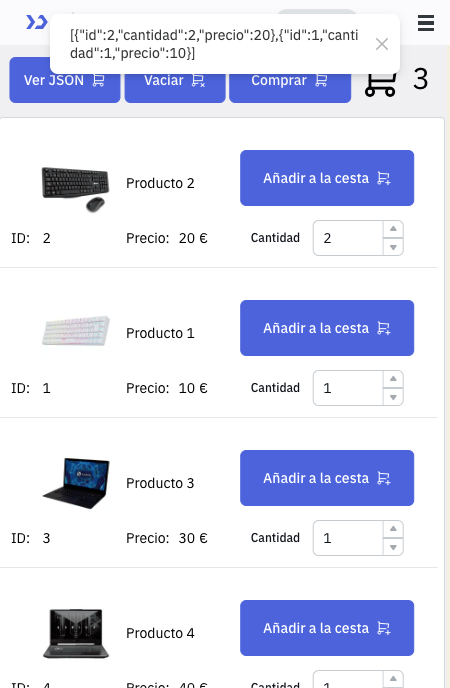 [{"id":2,"cantidad":2,"precio":20},{"id":1,"canti
dad":1,"precio":10}]
Ver JSON Vaciar Comprar 3
Producto 2 Añadir a la cesta
ID: 2 Precio: 20 € Cantidad 2
Producto 1 Añadir a la cesta
ID: 1 Precio: 10 € Cantidad 1
Producto 3 Añadir a la cesta
ID: 3 Precio: 30 € Cantidad 1
Producto 4 Añadir a la cesta
ID: 4 Precio: 40 € Cantidad 1